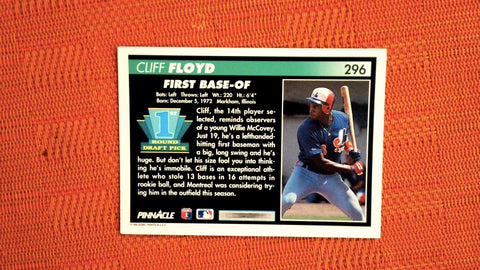 CLIFF FLOYD 296
FIRST BASE-OF
Bats: Left Throws: Left Wt.: 220 Ht.: 6'4"
Born: December 5, 1972 Markham, Illinois
1ST
ROUND
DRAFT PICK
Cliff, the 14th player se-
lected, reminds observers
of a young Willie McCovey.
Just 19, he's a lefthanded-
hitting first baseman with
a big, long swing and he's
huge. But don't let his size fool you into think-
ing he's immobile. Cliff is an exceptional ath-
lete who stole 13 bases in 16 attempts in
rookie ball, and Montreal was considering try-
ing him in the outfield this season.
PINNACLE